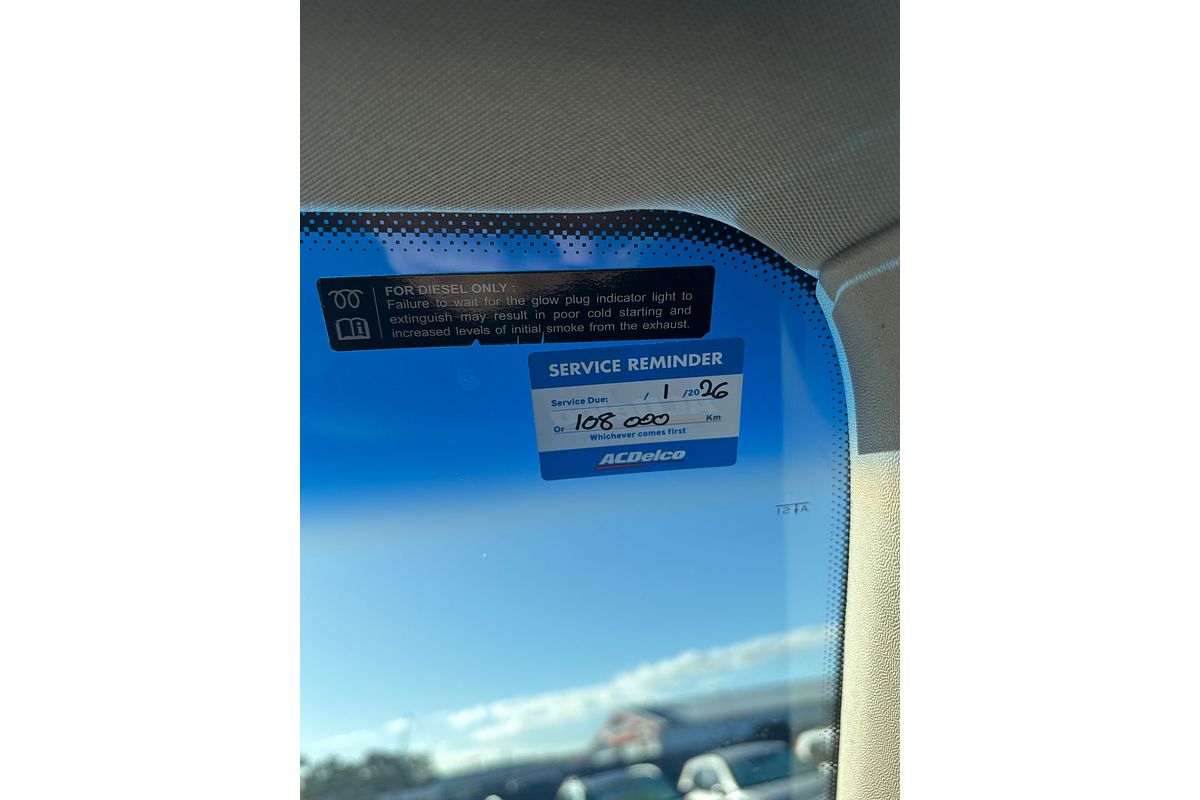 FOR DIESEL ONLY :
Failure to wait for the glow plug indicator light to
extinguish may result in poor cold starting and
increased levels of initial smoke from the exhaust.
SERVICE REMINDER
Service Due: / 1 /2026
Or 108 000 Km
Whichever comes first
ACDelco